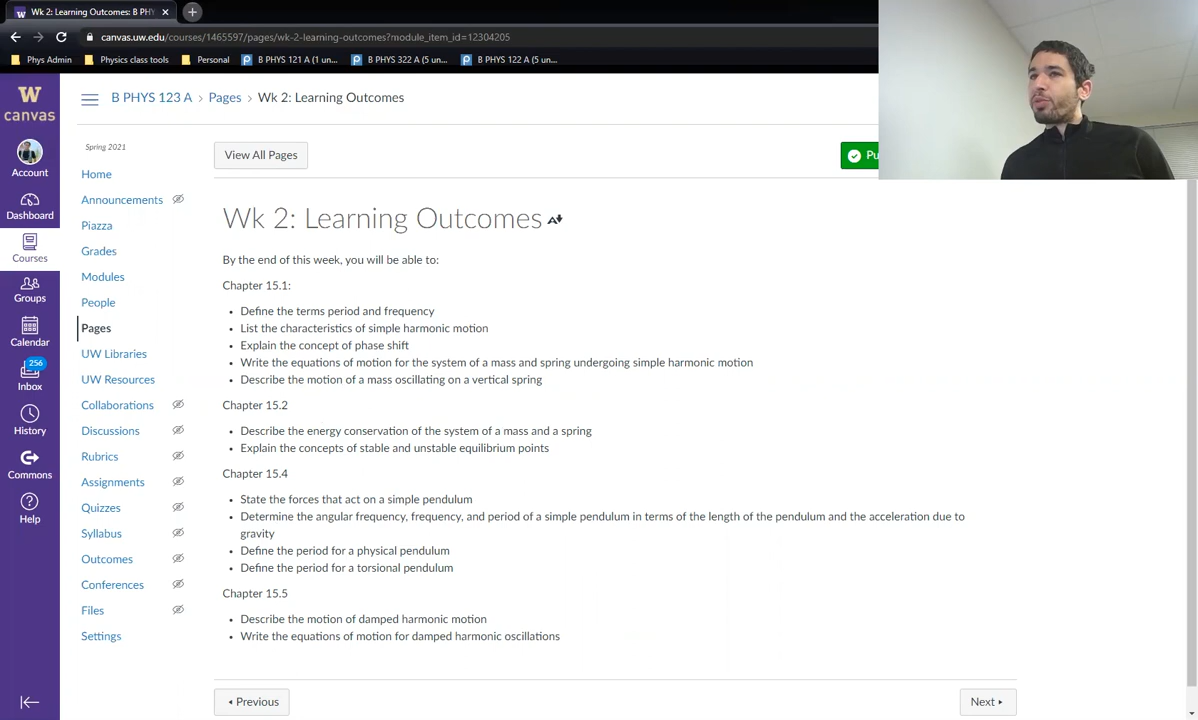 Wk 2: Learning Outcomes: B PHY
canvas.uw.edu/courses/1465597/pages/wk-2-learning-outcomes?module_item_id=12304205
Phys Admin
Physics class tools
Personal
B PHYS 121 A (1 un...
B PHYS 322 A (5 un...
B PHYS 122 A (5 un...
W
canvas
Account
Dashboard
Courses
Groups
Calendar
256
Inbox
History
Commons
Help
B PHYS 123 A > Pages > Wk 2: Learning Outcomes
Spring 2021
Home
Announcements
Piazza
Grades
Modules
People
Pages
UW Libraries
UW Resources
Collaborations
Discussions
Rubrics
Assignments
Quizzes
Syllabus
Outcomes
Conferences
Files
Settings
View All Pages
Pu
Wk 2: Learning Outcomes
By the end of this week, you will be able to:
Chapter 15.1:
• Define the terms period and frequency
• List the characteristics of simple harmonic motion
• Explain the concept of phase shift
• Write the equations of motion for the system of a mass and spring undergoing simple harmonic motion
• Describe the motion of a mass oscillating on a vertical spring
Chapter 15.2
• Describe the energy conservation of the system of a mass and a spring
• Explain the concepts of stable and unstable equilibrium points
Chapter 15.4
• State the forces that act on a simple pendulum
• Determine the angular frequency, frequency, and period of a simple pendulum in terms of the length of the pendulum and the acceleration due to
gravity
• Define the period for a physical pendulum
• Define the period for a torsional pendulum
Chapter 15.5
• Describe the motion of damped harmonic motion
• Write the equations of motion for damped harmonic oscillations
Previous
Next